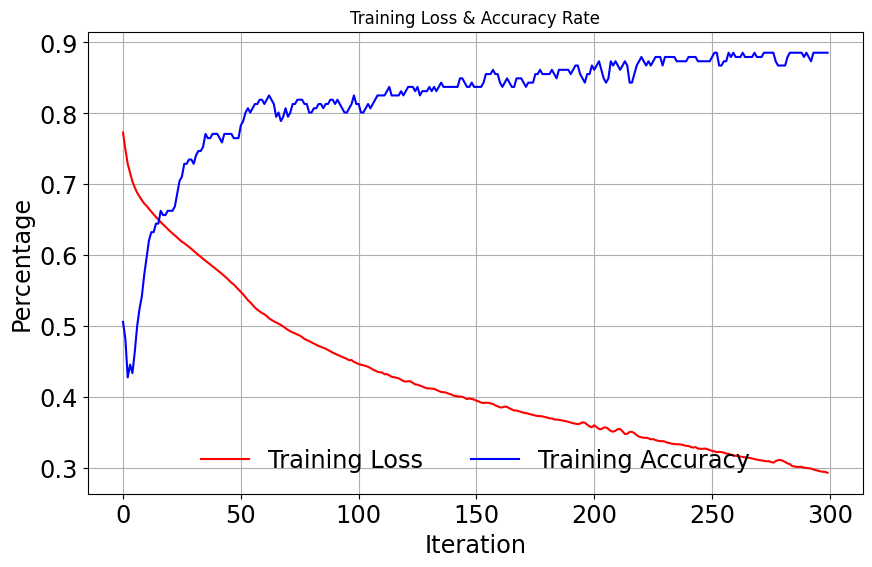 Training Loss & Accuracy Rate
0.9
0.8
0.7
0.6
0.5
0.4
0.3
Percentage
Training Loss
Training Accuracy
0 50 100 150 200 250 300
Iteration